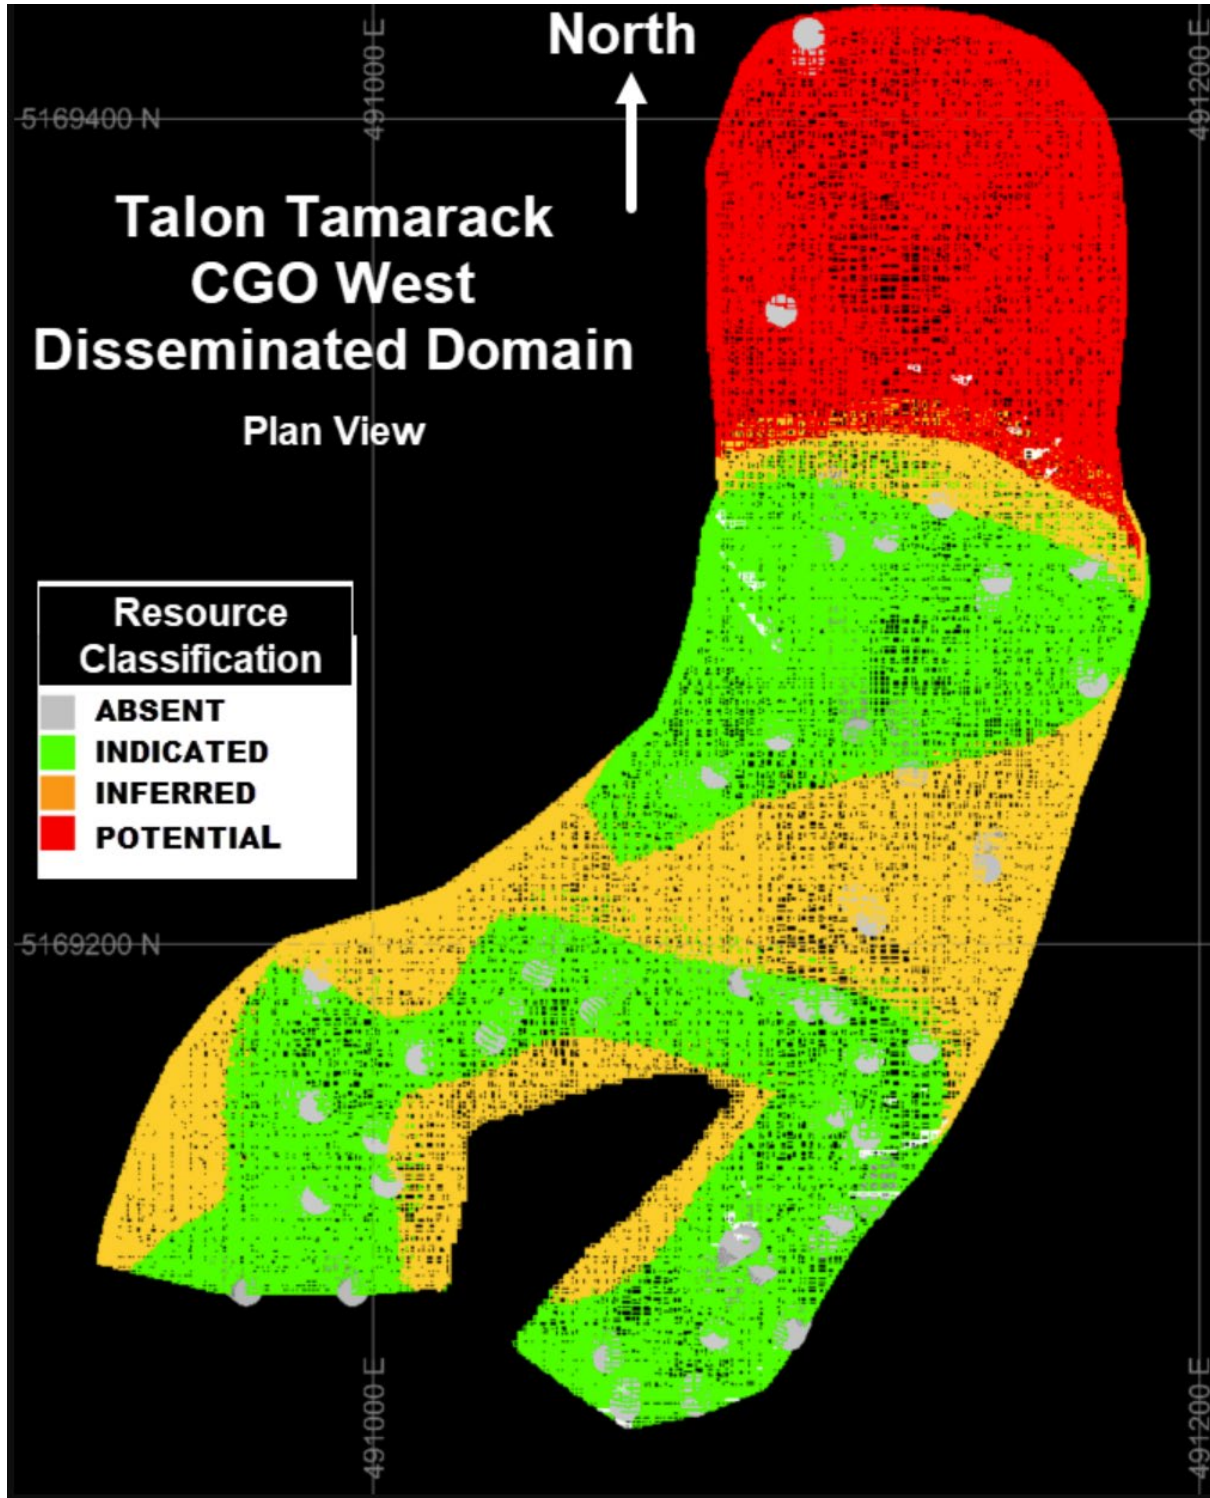 North
491000 E
491200 E
5169400 N
Talon Tamarack
CGO West
Disseminated Domain
Plan View
Resource
Classification
ABSENT
INDICATED
INFERRED
POTENTIAL
5169200 N
491000 E
491200 E